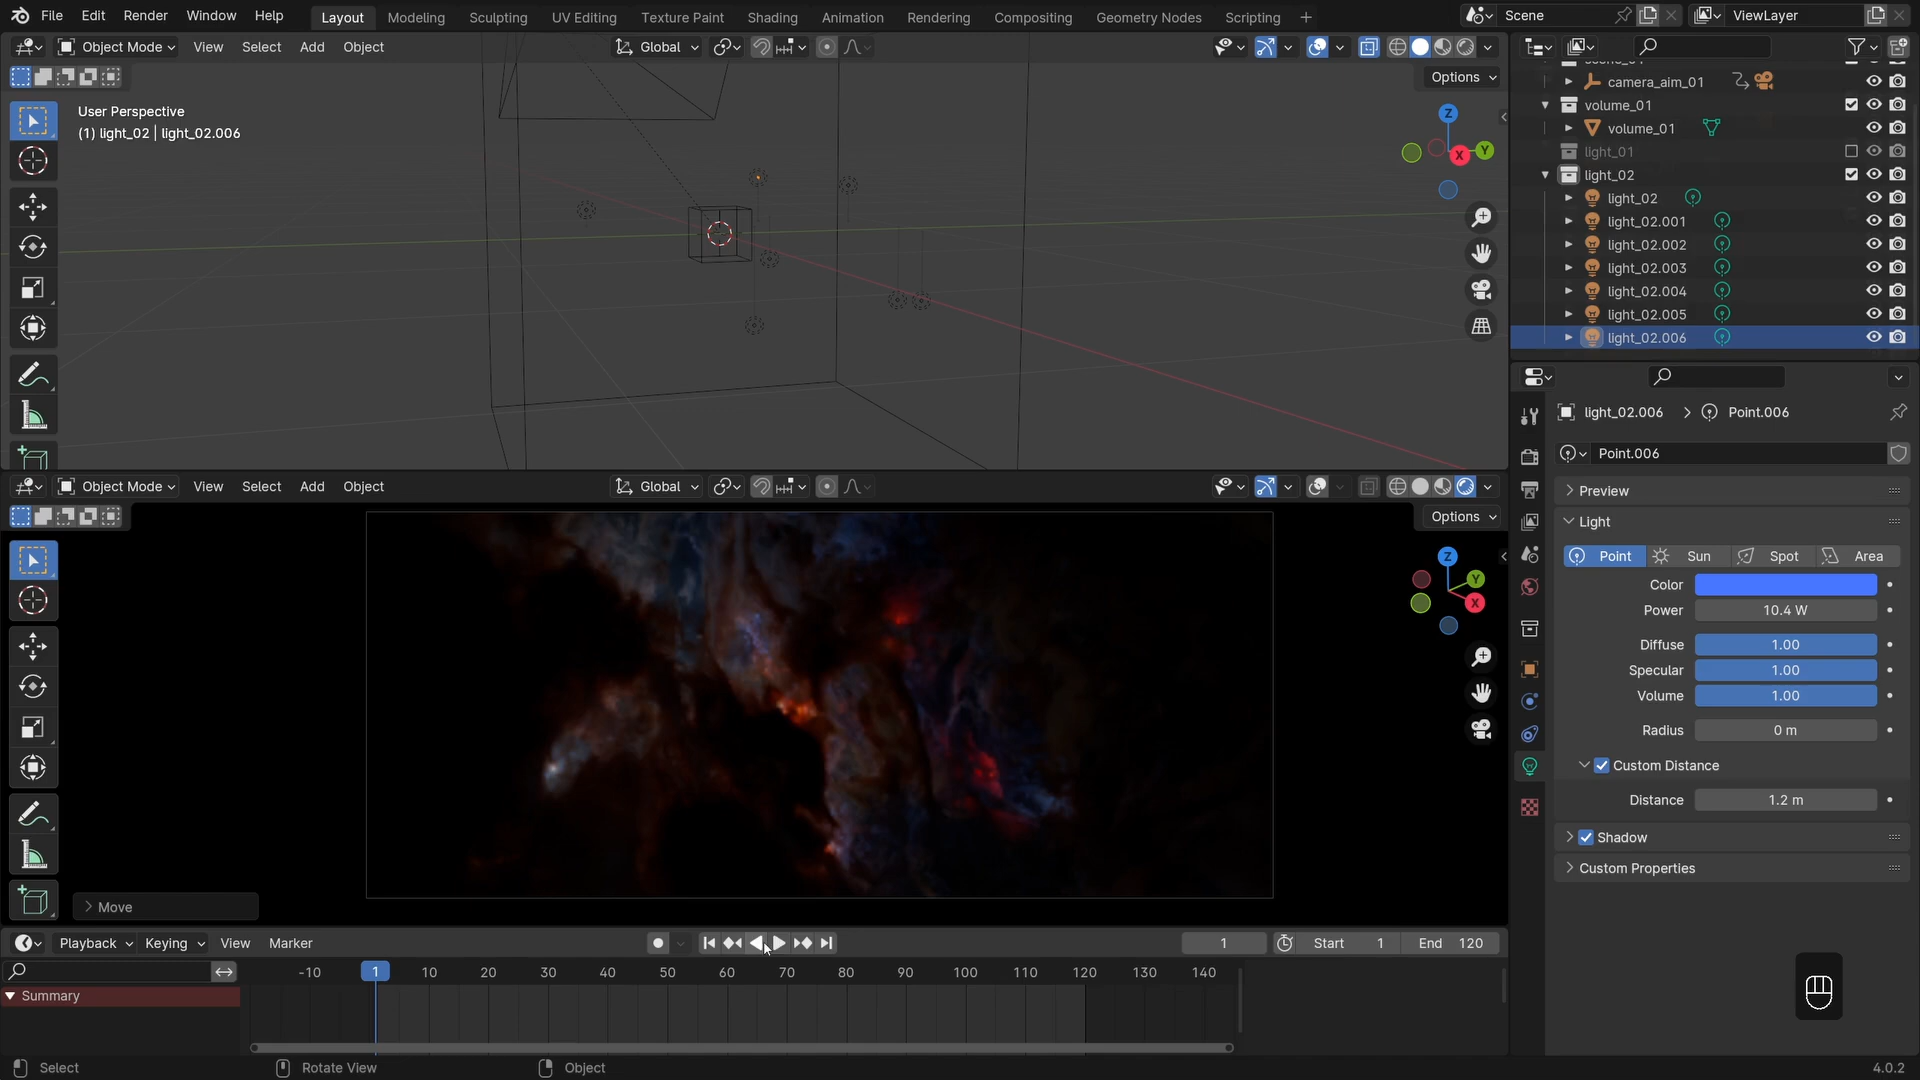 File Edit Render Window Help
Layout Modeling Sculpting UV Editing Texture Paint Shading Animation Rendering Compositing Geometry Nodes Scripting +
Scene
ViewLayer
Object Mode View Select Add Object
Global
Options
User Perspective
(1) light_02 | light_02.006
Z
X
Y
camera_aim_01
volume_01
volume_01
light_01
light_02
light_02
light_02.001
light_02.002
light_02.003
light_02.004
light_02.005
light_02.006
light_02.006 > Point.006
Point.006
Preview
Light
Point Sun Spot Area
Color
Power 10.4 W
Diffuse 1.00
Specular 1.00
Volume 1.00
Radius 0 m
Custom Distance
Distance 1.2 m
Shadow
Custom Properties
Object Mode View Select Add Object
Global
Options
Z
Y
X
Move
Playback Keying View Marker
1
Start 1
End 120
-10 1 10 20 30 40 50 60 70 80 90 100 110 120 130 140
Summary
Select
Rotate View
Object
4.0.2